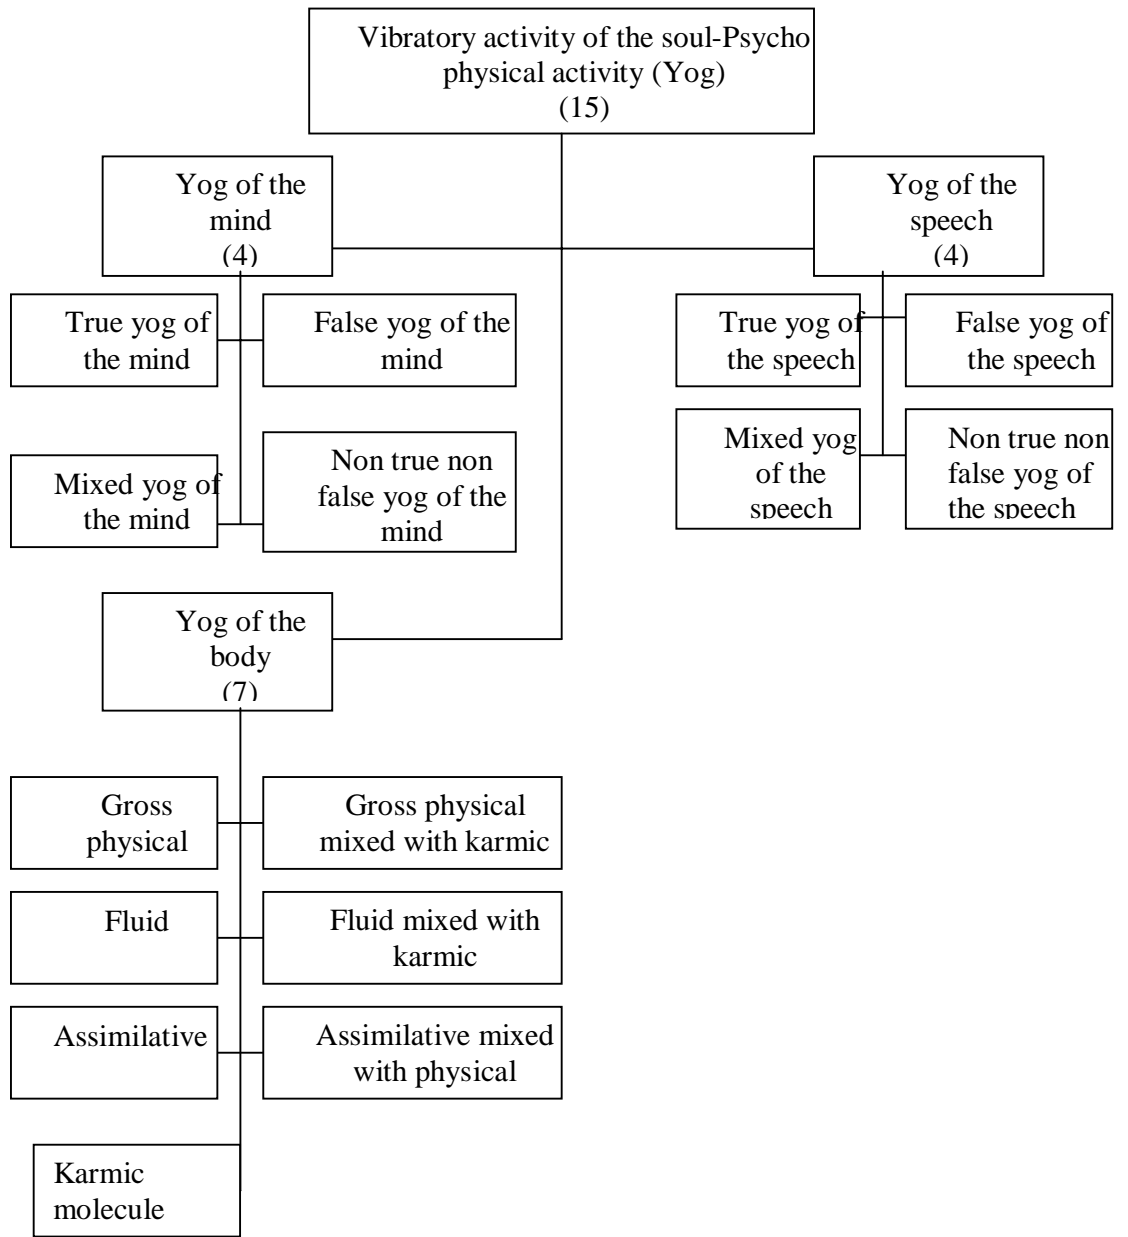 Vibratory activity of the soul-Psycho
physical activity (Yog)
(15)
Yog of the
mind
(4)
Yog of the
speech
(4)
True yog of
the mind
False yog of the
mind
True yog of
the speech
False yog of
the speech
Mixed yog of
the mind
Non true non
false yog of the
mind
Mixed yog
of the
speech
Non true non
false yog of
the speech
Yog of the
body
(7)
Gross
physical
Gross physical
mixed with karmic
Fluid
Fluid mixed with
karmic
Assimilative
Assimilative mixed
with physical
Karmic
molecule